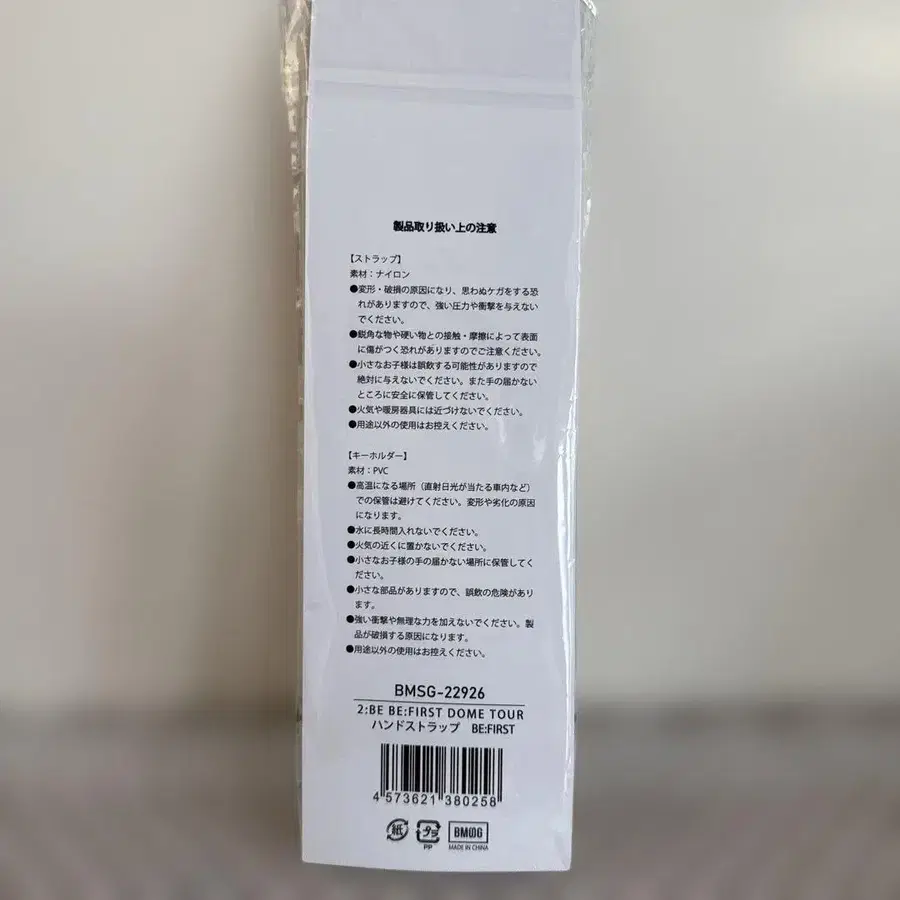 製品取り扱い上の注意
【ストラップ】
素材：ナイロン
●変形・破損の原因になり、思わぬケガをする恐
れがありますので、強い圧力や衝撃を与えない
でください。
●鋭角な物や硬い物との接触・摩擦によって表面
に傷がつく恐れがありますのでご注意ください。
●小さなお子様は誤飲する可能性がありますので
絶対に与えないでください。また手の届かない
ところに安全に保管してください。
●火気や暖房器具には近づけないでください。
●用途以外の使用はお控えください。
【キーホルダー】
素材：PVC
●高温になる場所（直射日光が当たる車内など）
での保管は避けてください。変形や劣化の原因
になります。
●水に長時間入れないでください。
●火気の近くに置かないでください。
●小さなお子様の手の届かない場所に保管してく
ださい。
●小さな部品がありますので、誤飲の危険があり
ます。
●強い衝撃や無理な力を加えないでください。製
品が破損する原因になります。
●用途以外の使用はお控えください。
BMSG-22926
2:BE BE:FIRST DOME TOUR
ハンドストラップ BE:FIRST
4 573621 380258
紙 プラ BMSG
PP MADE IN CHINA